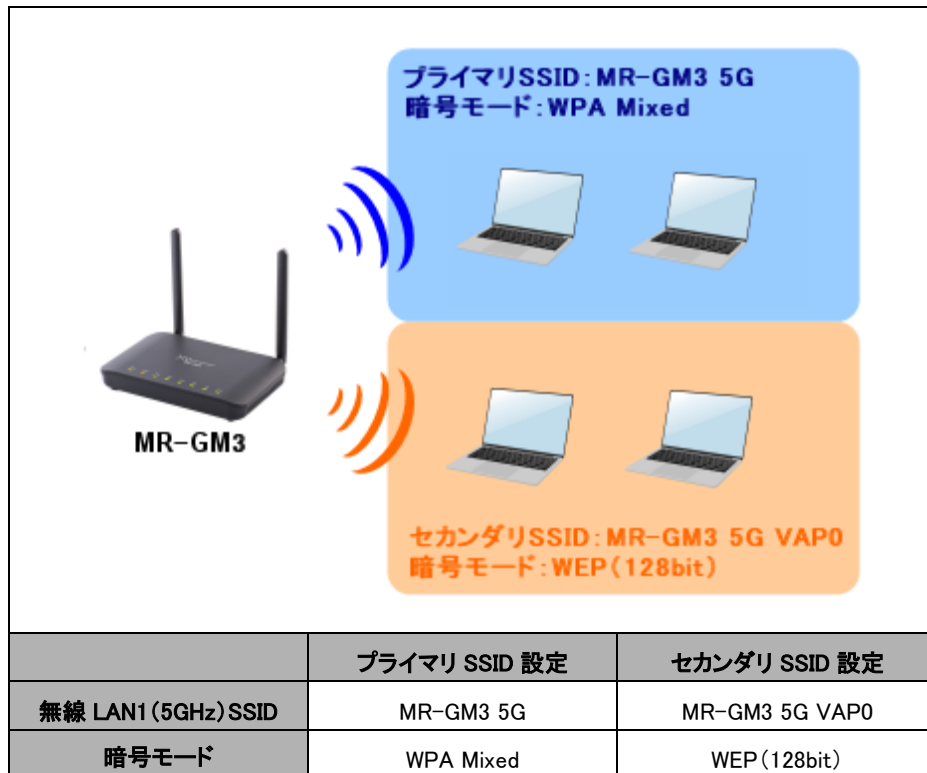 プライマリSSID:MR-GM3 5G
暗号モード:WPA Mixed
MR-GM3
セカンダリSSID:MR-GM3 5G VAP0
暗号モード:WEP(128bit)
プライマリ SSID 設定 セカンダリ SSID 設定
無線 LAN1(5GHz)SSID MR-GM3 5G MR-GM3 5G VAP0
暗号モード WPA Mixed WEP(128bit)